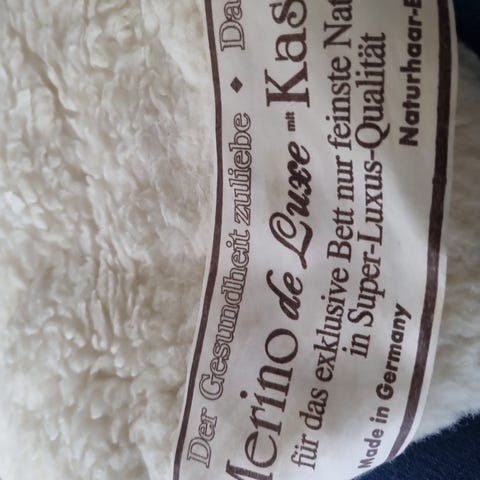 Der Gesundheit zuliebe ◆ Da
Merino de Luxe mit Kas
für das exklusive Bett nur feinste Nat
in Super-Luxus-Qualität
Made in Germany Naturhaar-